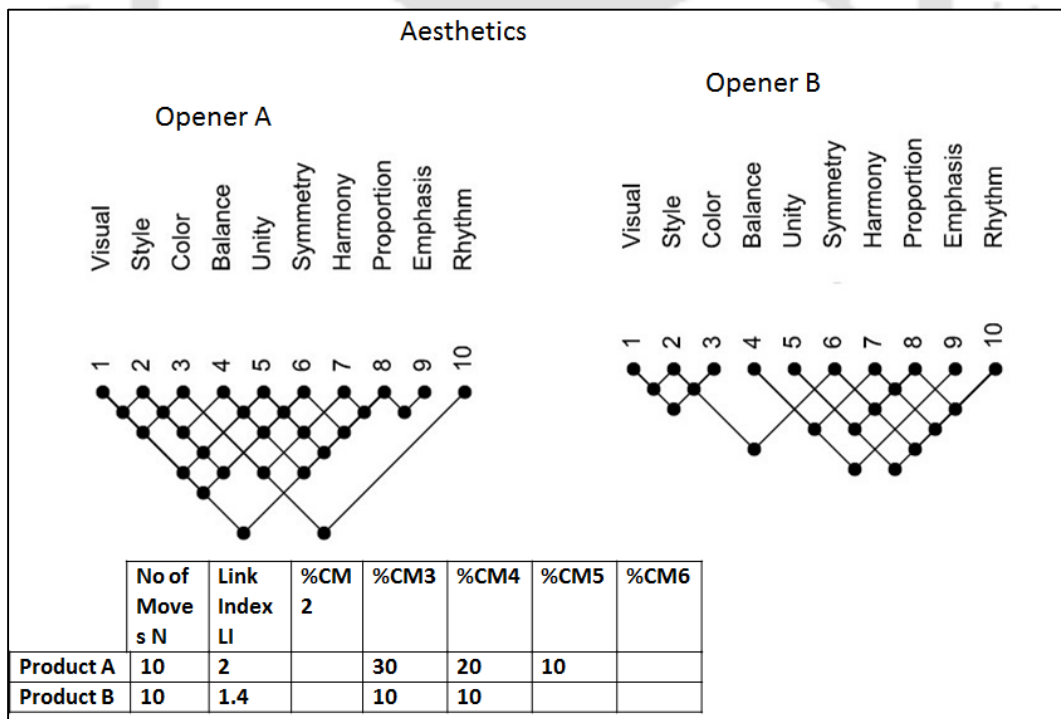 Aesthetics
Opener A
Opener B
Visual
Style
Color
Balance
Unity
Symmetry
Harmony
Proportion
Emphasis
Rhythm
1 2 3 4 5 6 7 8 9 10
Visual
Style
Color
Balance
Unity
Symmetry
Harmony
Proportion
Emphasis
Rhythm
1 2 3 4 5 6 7 8 9 10
No of Move s N Link Index LI %CM 2 %CM3 %CM4 %CM5 %CM6
Product A 10 2 30 20 10
Product B 10 1.4 10 10